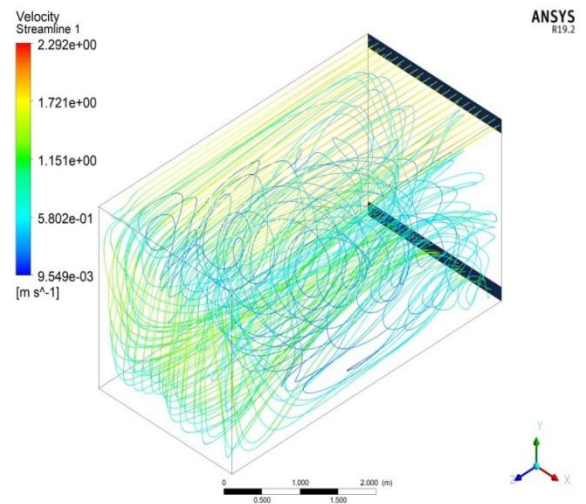 Velocity
Streamline 1
ANSYS
R19.2
2.292e+00
1.721e+00
1.151e+00
5.802e-01
9.549e-03
[m s^-1]
Y
Z
X
0 1.000 2.000 (m)
0.500 1.500